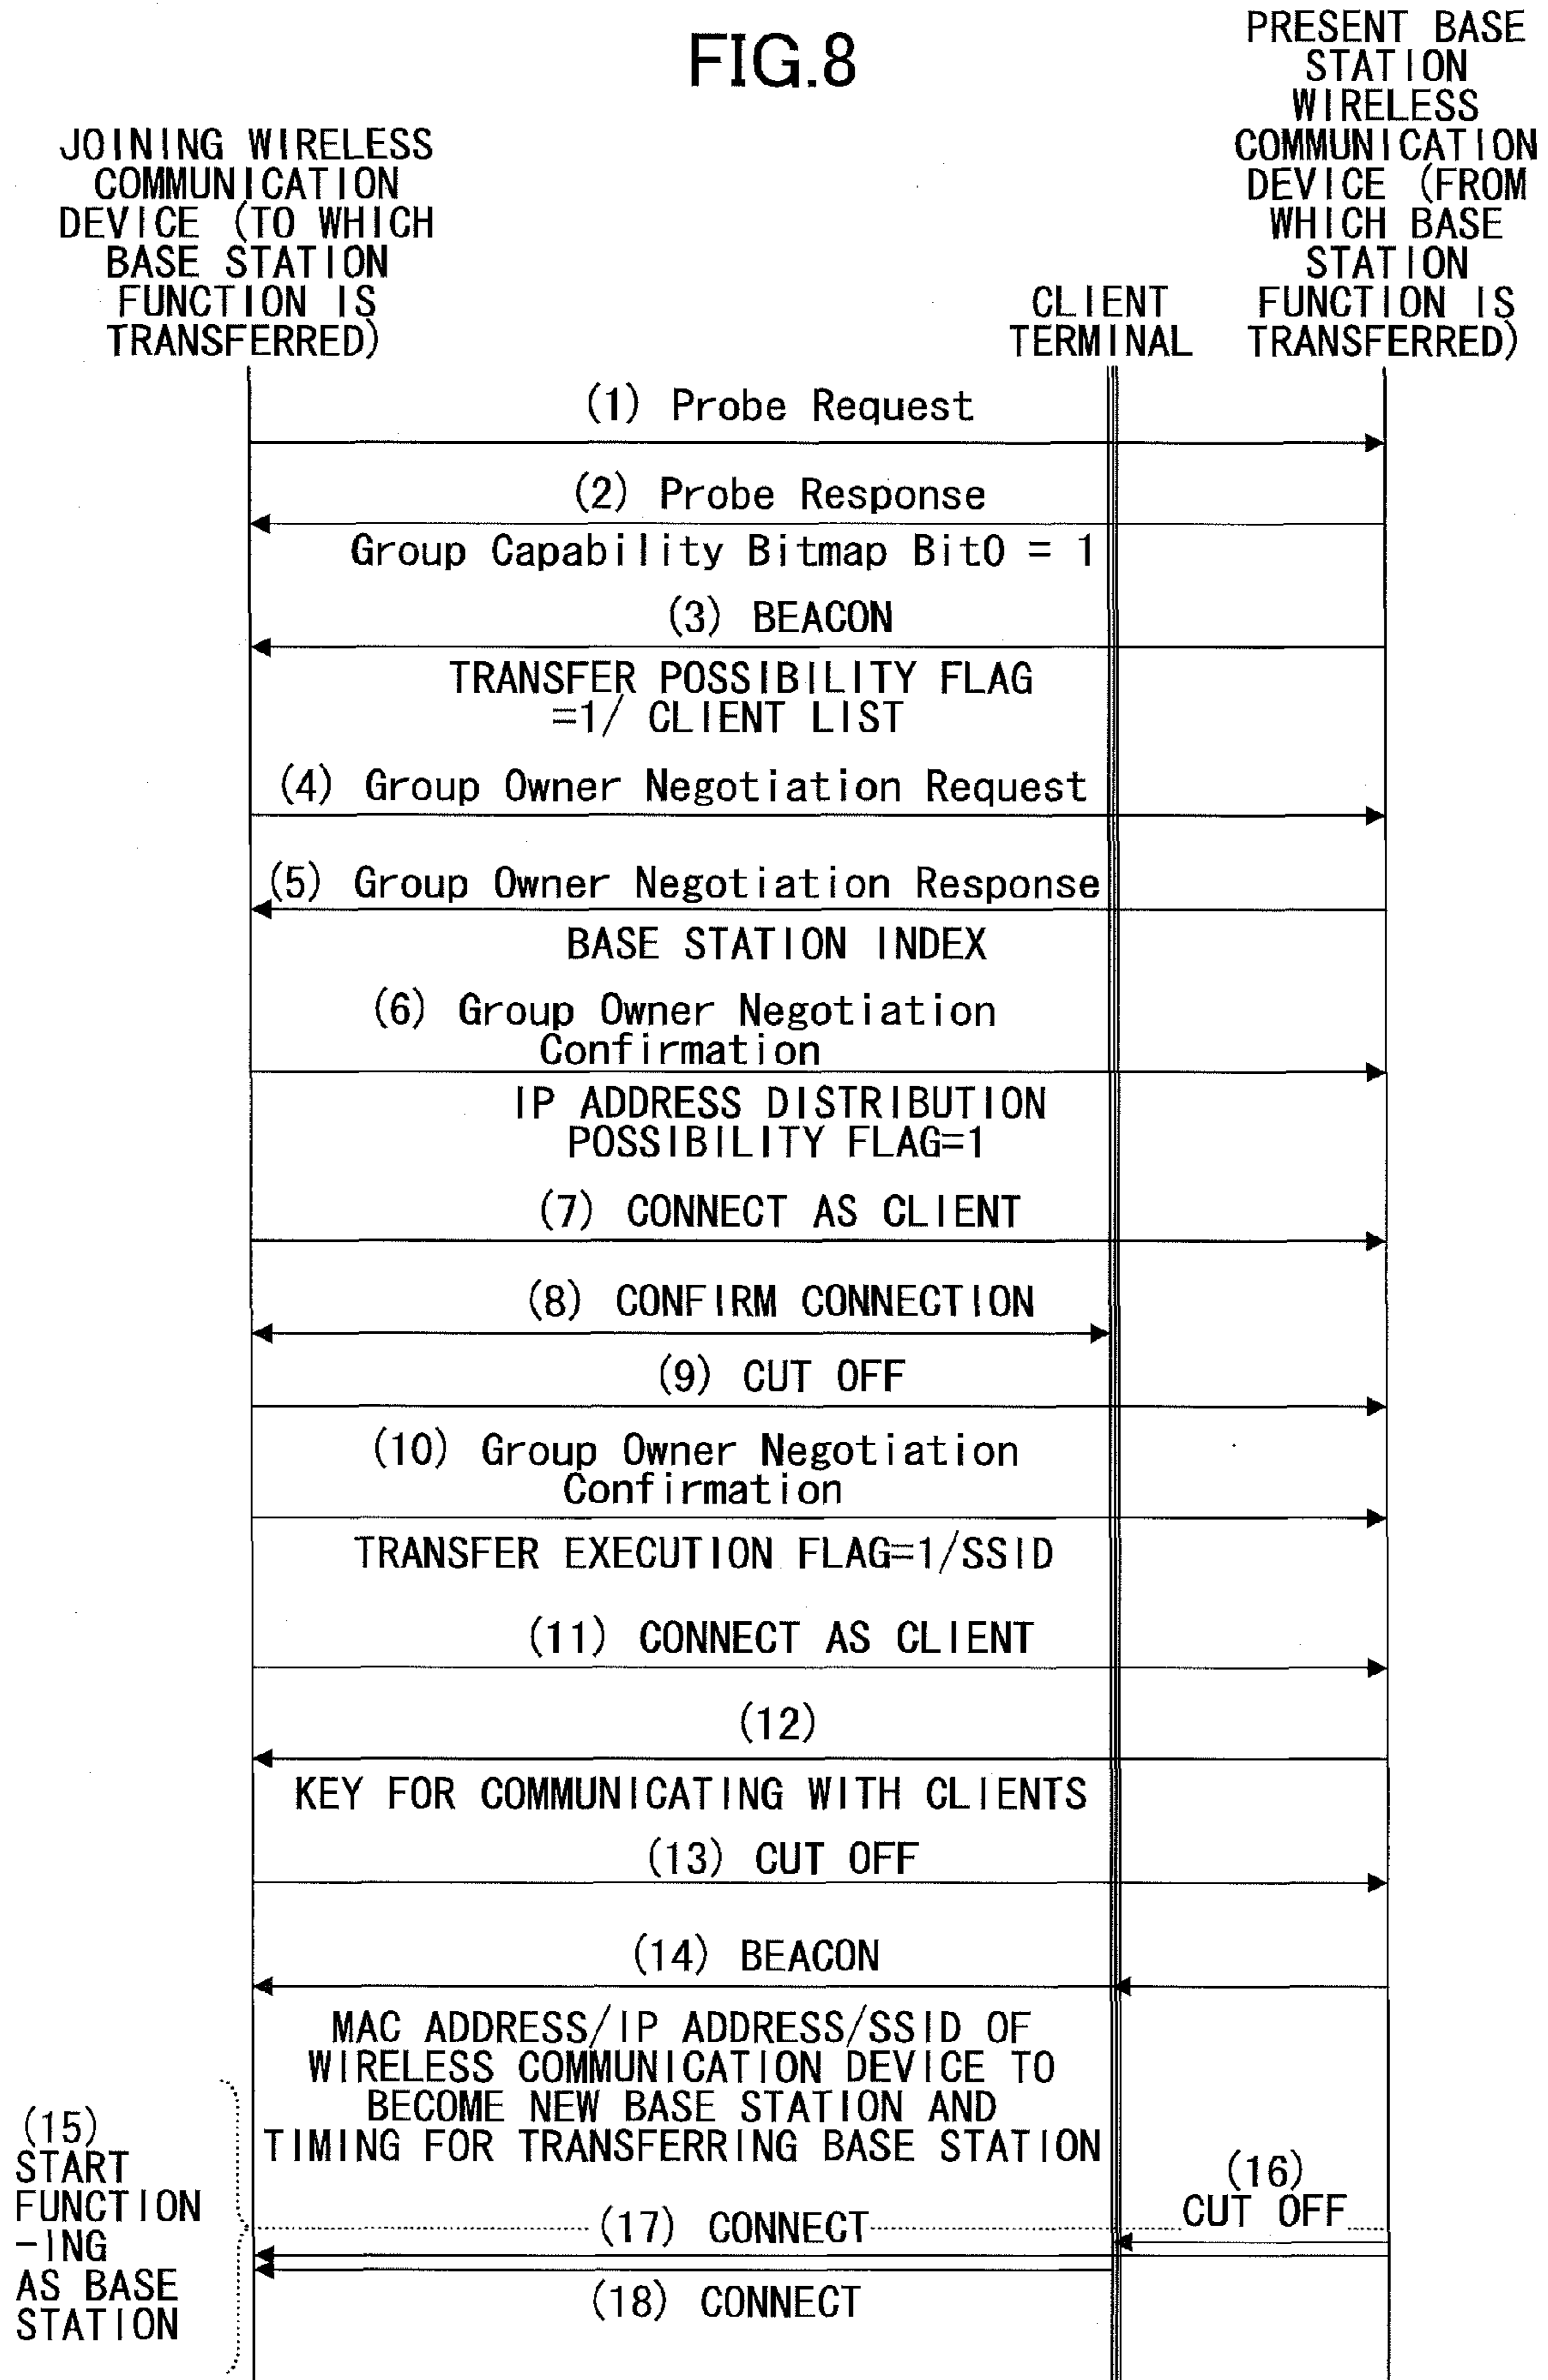 FIG.8
JOINING WIRELESS
COMMUNICATION
DEVICE (TO WHICH
BASE STATION
FUNCTION IS
TRANSFERRED)
CLIENT
TERMINAL
PRESENT BASE
STATION
WIRELESS
COMMUNICATION
DEVICE (FROM
WHICH BASE
STATION
FUNCTION IS
TRANSFERRED)
(1) Probe Request
(2) Probe Response
Group Capability Bitmap Bit0 = 1
(3) BEACON
TRANSFER POSSIBILITY FLAG
=1/ CLIENT LIST
(4) Group Owner Negotiation Request
(5) Group Owner Negotiation Response
BASE STATION INDEX
(6) Group Owner Negotiation
Confirmation
IP ADDRESS DISTRIBUTION
POSSIBILITY FLAG=1
(7) CONNECT AS CLIENT
(8) CONFIRM CONNECTION
(9) CUT OFF
(10) Group Owner Negotiation
Confirmation
TRANSFER EXECUTION FLAG=1/SSID
(11) CONNECT AS CLIENT
(12)
KEY FOR COMMUNICATING WITH CLIENTS
(13) CUT OFF
(14) BEACON
MAC ADDRESS/IP ADDRESS/SSID OF
WIRELESS COMMUNICATION DEVICE TO
BECOME NEW BASE STATION AND
TIMING FOR TRANSFERRING BASE STATION
(15)
START
FUNCTION
-ING
AS BASE
STATION
(16)
CUT OFF
(17) CONNECT
(18) CONNECT